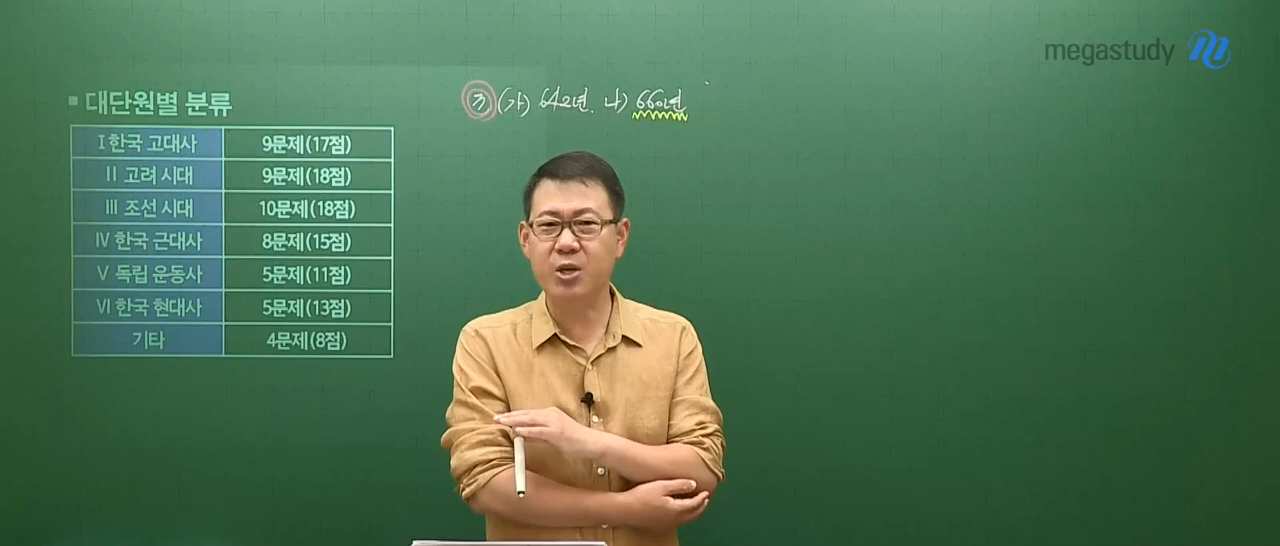 megastudy
대단원별 분류
Ⅰ 한국 고대사 9문제(17점)
Ⅱ 고려 시대 9문제(18점)
Ⅲ 조선 시대 10문제(18점)
Ⅳ 한국 근대사 8문제(15점)
Ⅴ 독립 운동사 5문제(11점)
Ⅵ 한국 현대사 5문제(13점)
기타 4문제(8점)
(가) 642년. 나) 660년